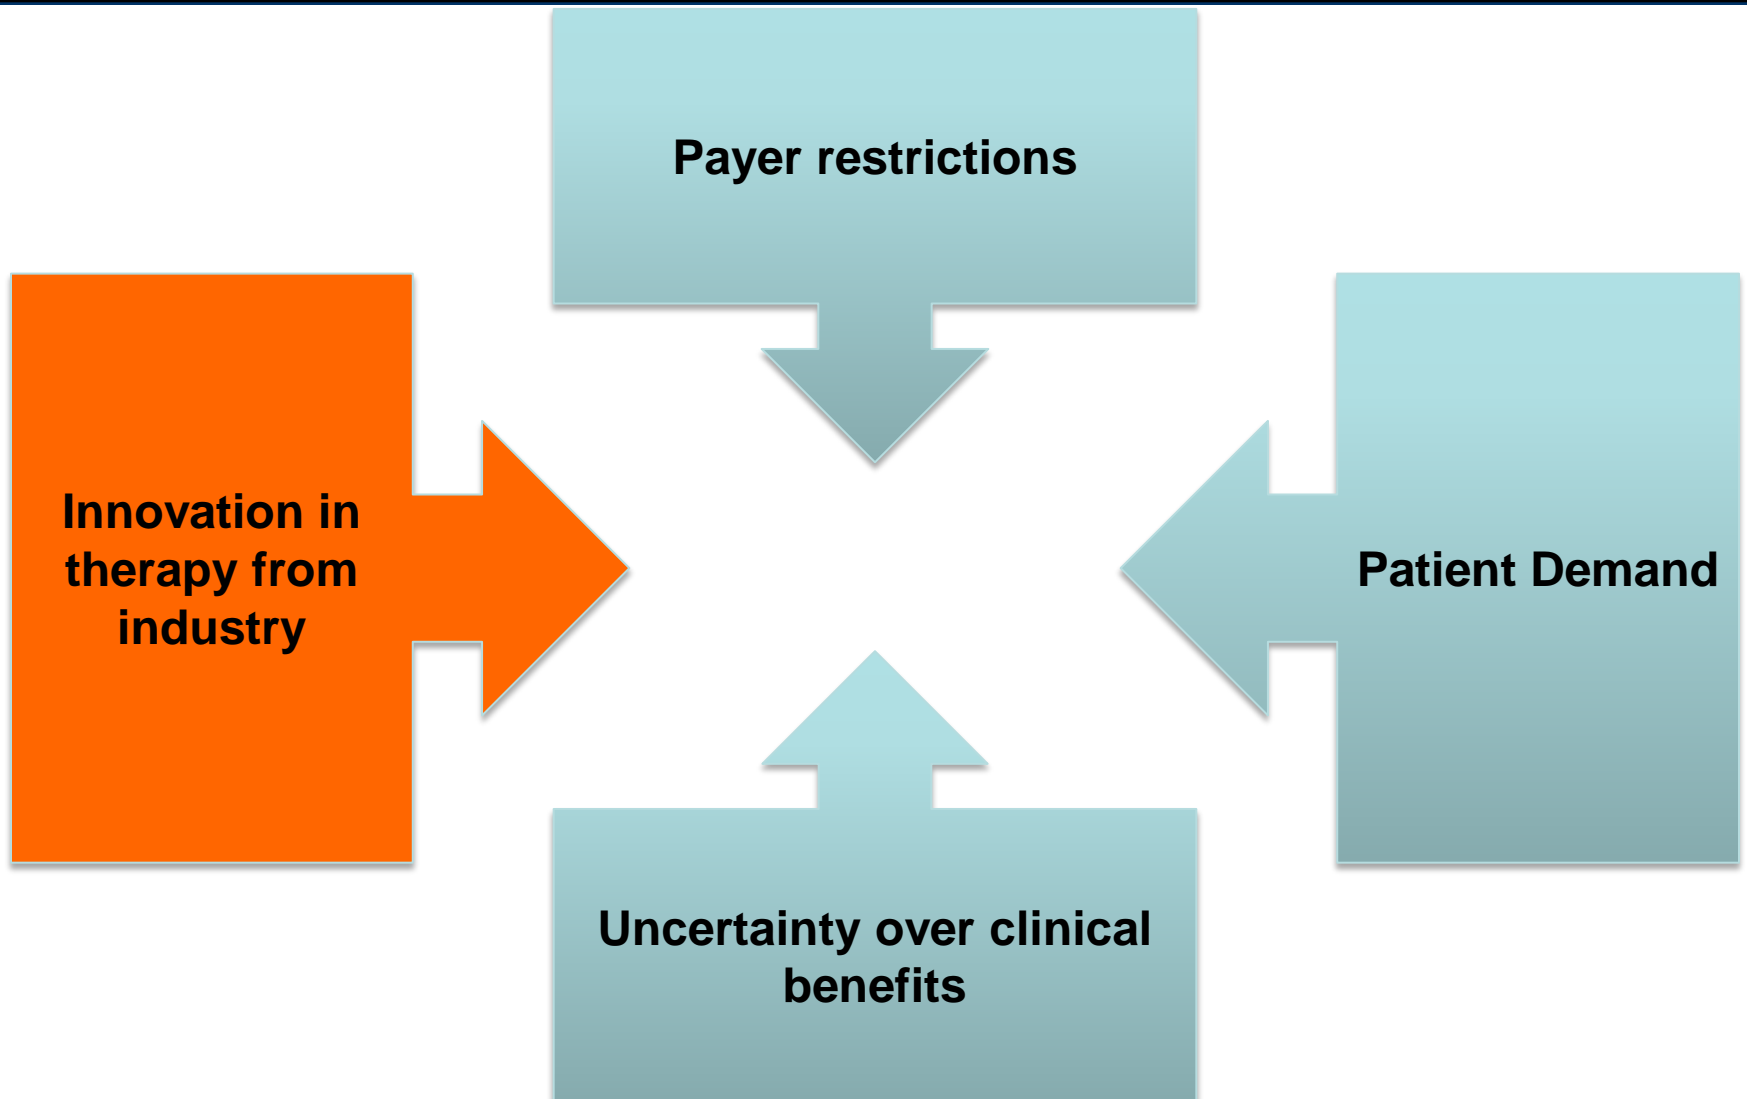 Payer restrictions
Innovation in
therapy from
industry
Patient Demand
Uncertainty over clinical
benefits